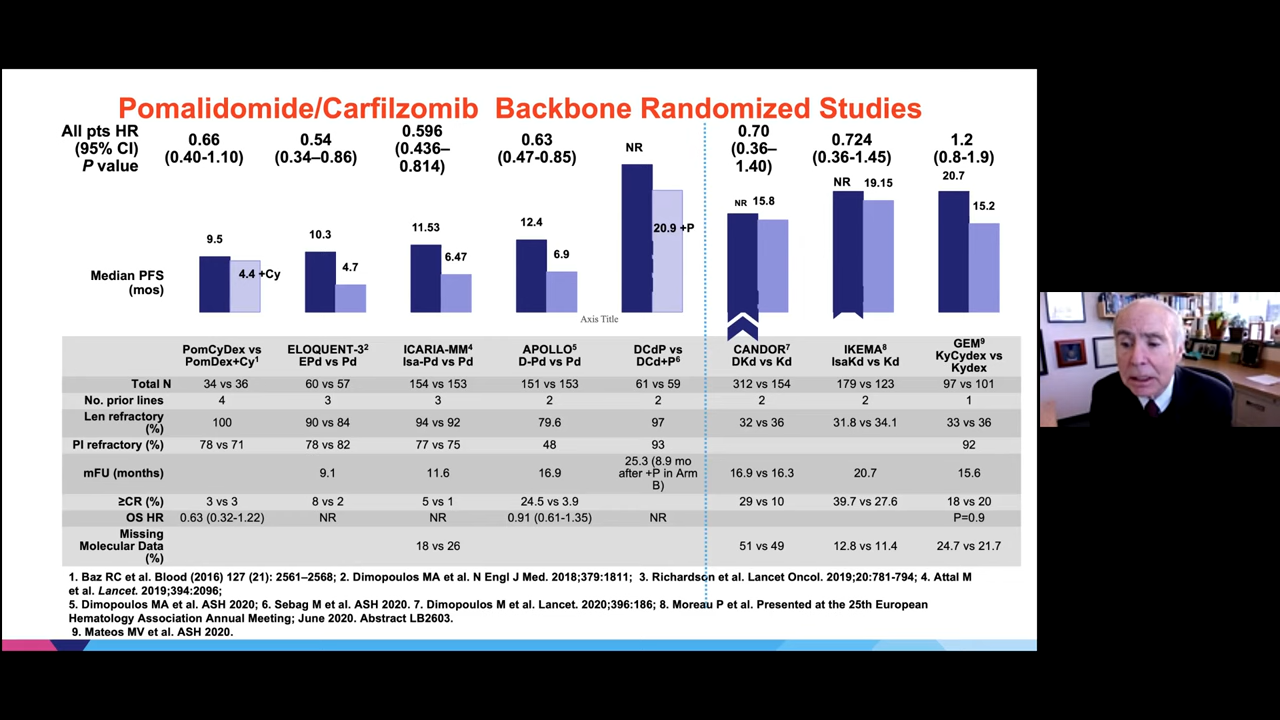 Pomalidomide/Carfilzomib Backbone Randomized Studies
All pts HR
(95% CI)
P value
0.66
(0.40-1.10)
0.54
(0.34–0.86)
0.596
(0.436–
0.814)
0.63
(0.47-0.85)
0.70
(0.36–
1.40)
0.724
(0.36-1.45)
1.2
(0.8-1.9)
Median PFS
(mos)
9.5
4.4 +Cy
10.3
4.7
11.53
6.47
12.4
6.9
NR
20.9 +P
NR
15.8
NR
19.15
20.7
15.2
Axis Title
PomCyDex vs
PomDex+Cy1
ELOQUENT-32
EPd vs Pd
ICARIA-MM4
Isa-Pd vs Pd
APOLLO5
D-Pd vs Pd
DCdP vs
DCd+P6
CANDOR7
DKd vs Kd
IKEMA8
IsaKd vs Kd
GEM9
KyCydex vs
Kydex
Total N 34 vs 36 60 vs 57 154 vs 153 151 vs 153 61 vs 59 312 vs 154 179 vs 123 97 vs 101
No. prior lines 4 3 3 2 2 2 2 1
Len refractory
(%) 100 90 vs 84 94 vs 92 79.6 97 32 vs 36 31.8 vs 34.1 33 vs 36
PI refractory (%) 78 vs 71 78 vs 82 77 vs 75 48 93 92
mFU (months) 9.1 11.6 16.9 25.3 (8.9 mo
after +P in Arm
B) 16.9 vs 16.3 20.7 15.6
≥CR (%) 3 vs 3 8 vs 2 5 vs 1 24.5 vs 3.9 29 vs 10 39.7 vs 27.6 18 vs 20
OS HR 0.63 (0.32-1.22) NR NR 0.91 (0.61-1.35) NR P=0.9
Missing
Molecular Data
(%) 18 vs 26 51 vs 49 12.8 vs 11.4 24.7 vs 21.7
1. Baz RC et al. Blood (2016) 127 (21): 2561–2568; 2. Dimopoulos MA et al. N Engl J Med. 2018;379:1811; 3. Richardson et al. Lancet Oncol. 2019;20:781-794; 4. Attal M
et al. Lancet. 2019;394:2096;
5. Dimopoulos MA et al. ASH 2020; 6. Sebag M et al. ASH 2020. 7. Dimopoulos M et al. Lancet. 2020;396:186; 8. Moreau P et al. Presented at the 25th European
Hematology Association Annual Meeting; June 2020. Abstract LB2603.
9. Mateos MV et al. ASH 2020.